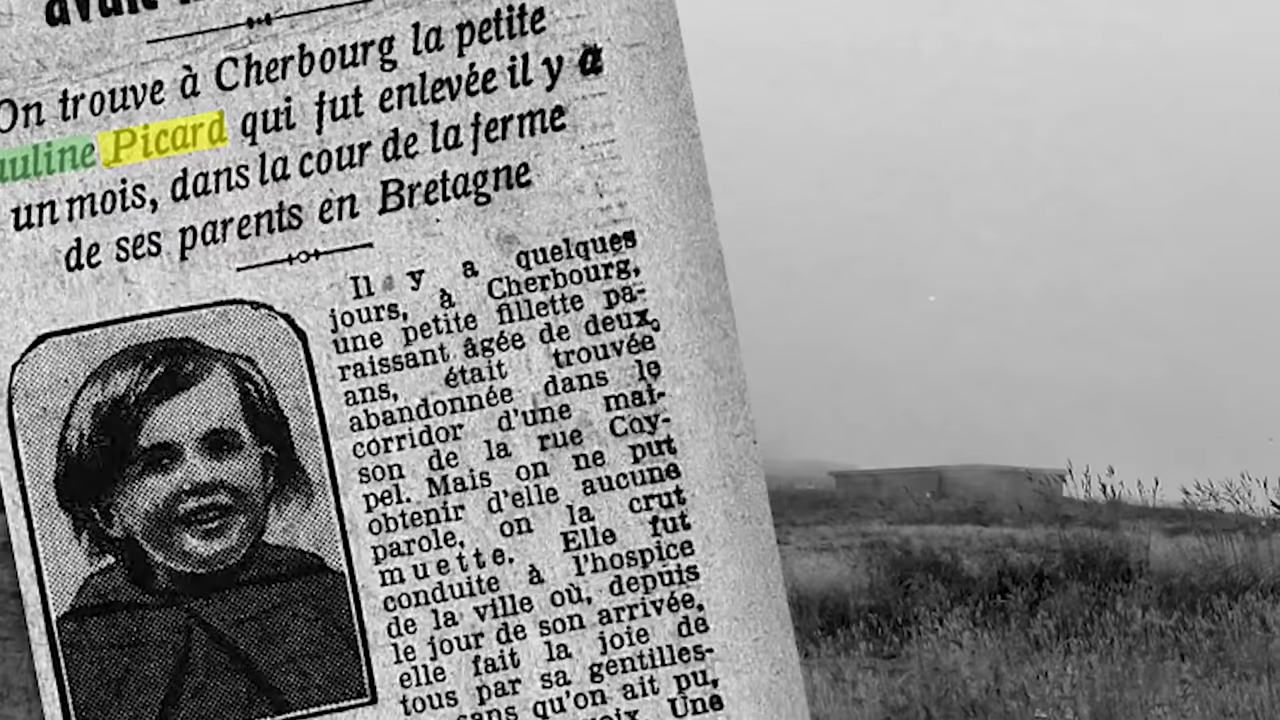 On trouve à Cherbourg la petite
Picard qui fut enlevée il y a
un mois, dans la cour de la ferme
de ses parents en Bretagne
Il y a quelques
jours, à Cherbourg,
une petite fillette pa-
raissant âgée de deux
ans, était trouvée
abandonnée dans le
corridor d'une mai-
son de la rue Coy-
pel. Mais on ne put
obtenir d'elle aucune
parole, on la crut
muette. Elle fut
conduite à l'hospice
de la ville où, depuis
le jour de son arrivée,
elle fait la joie de
tous par sa gentilles-
sans qu'on ait pu,
Une